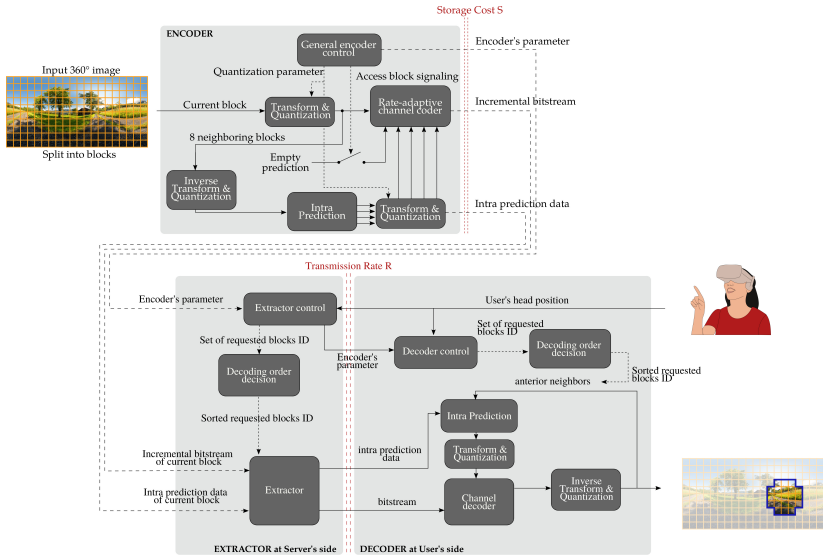 Storage Cost S
ENCODER
General encoder
control
Encoder's parameter
Input 360° image
Quantization parameter
Access block signaling
Current block
Transform &
Quantization
Rate-adaptive
channel coder
Incremental bitstream
8 neighboring blocks
Split into blocks
Empty
prediction
Inverse
Transform &
Quantization
Intra
Prediction
Transform &
Quantization
Intra prediction data
Transmission Rate R
Encoder's parameter
Extractor control
User's head position
Set of requested blocks ID
Set of requested
blocks ID
Encoder's
parameter
Decoder control
Decoding order
decision
Decoding order
decision
Sorted requested
blocks ID
anterior neighbors
Sorted requested blocks ID
Intra Prediction
Incremental bitstream
of current block
intra prediction
data
Transform &
Quantization
Intra prediction data
of current block
Extractor
bitstream
Channel
decoder
Inverse
Transform &
Quantization
EXTRACTOR at Server's side
DECODER at User's side